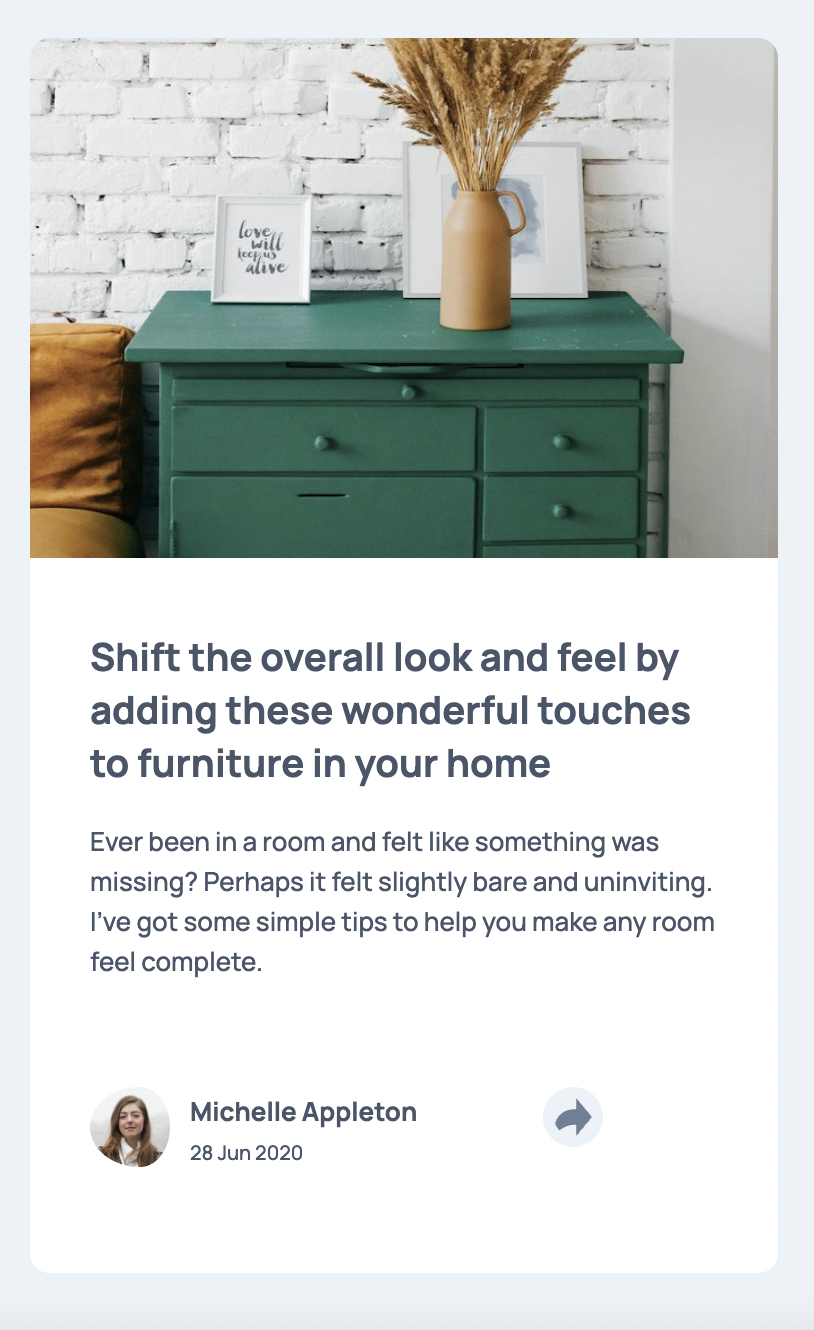 love
will
keep us
alive
Shift the overall look and feel by
adding these wonderful touches
to furniture in your home
Ever been in a room and felt like something was
missing? Perhaps it felt slightly bare and uninviting.
I’ve got some simple tips to help you make any room
feel complete.
Michelle Appleton
28 Jun 2020